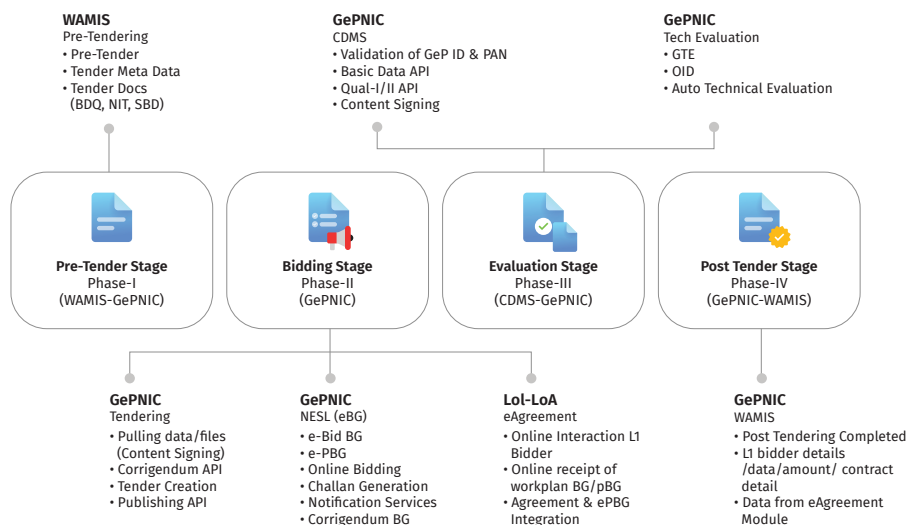 WAMIS
Pre-Tendering
• Pre-Tender
• Tender Meta Data
• Tender Docs
(BDQ, NIT, SBD)
GePNIC
CDMS
• Validation of GeP ID & PAN
• Basic Data API
• Qual-I/II API
• Content Signing
GePNIC
Tech Evaluation
• GTE
• OID
• Auto Technical Evaluation
Pre-Tender Stage
Phase-I
(WAMIS-GePNIC)
Bidding Stage
Phase-II
(GePNIC)
Evaluation Stage
Phase-III
(CDMS-GePNIC)
Post Tender Stage
Phase-IV
(GePNIC-WAMIS)
GePNIC
Tendering
• Pulling data/files
(Content Signing)
• Corrigendum API
• Tender Creation
• Publishing API
GePNIC
NESL (eBG)
• e-Bid BG
• e-PBG
• Online Bidding
• Challan Generation
• Notification Services
• Corrigendum BG
LoI-LoA
eAgreement
• Online Interaction L1
Bidder
• Online receipt of
workplan BG/pBG
• Agreement & ePBG
Integration
GePNIC
WAMIS
• Post Tendering Completed
• L1 bidder details
/data/amount/ contract
detail
• Data from eAgreement
Module